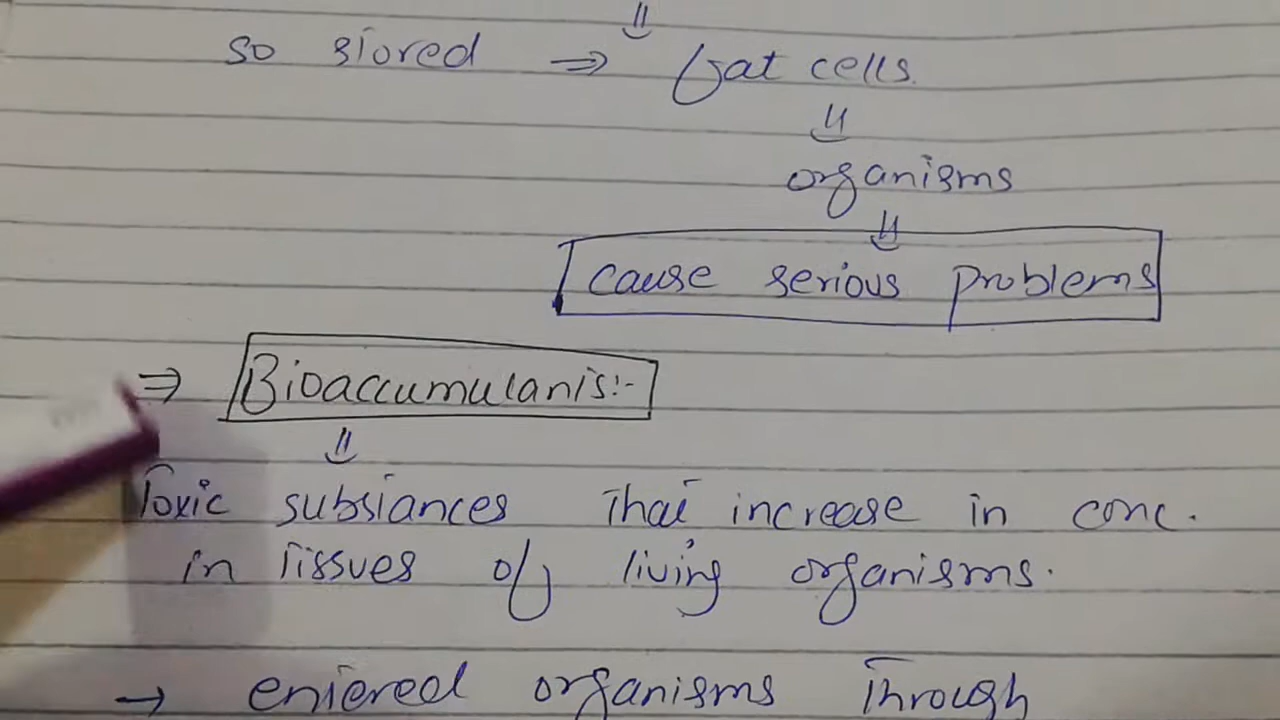 so stored ⇒ fat cells.
⇓
organisms
⇓
cause serious problems
⇒ Bioaccumulants:-
⇓
Toxic substances That increase in conc.
in Tissues of living organisms.
→ entered organisms Through